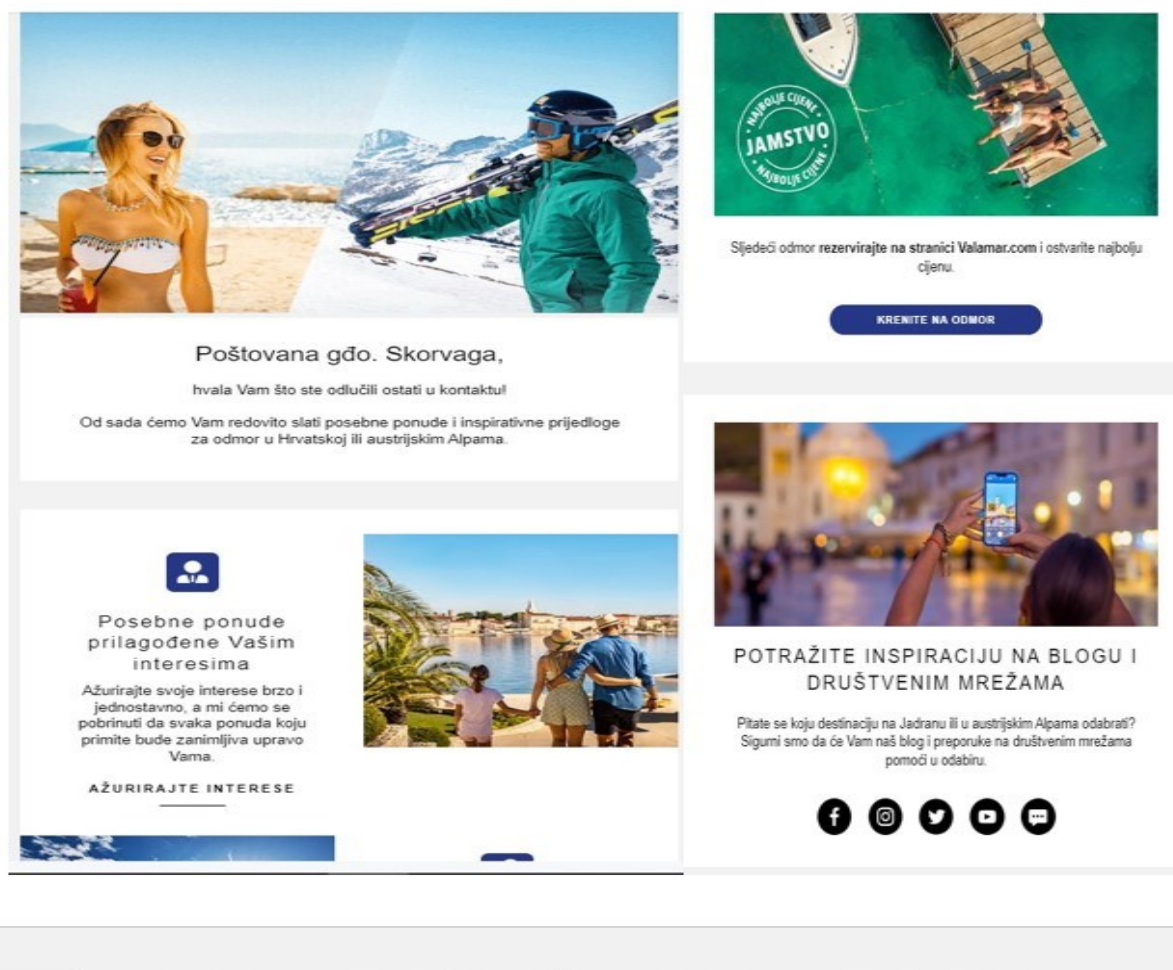 Poštovana gđo. Skorvaga,
hvala Vam što ste odlučili ostati u kontaktu!
Od sada ćemo Vam redovito slati posebne ponude i inspirativne prijedloge
za odmor u Hrvatskoj ili austrijskim Alpama.
Posebne ponude
prilagođene Vašim
interesima
Ažurirajte svoje interese brzo i
jednostavno, a mi ćemo se
pobrinuti da svaka ponuda koju
primite bude zanimljiva upravo
Vama.
AŽURIRAJTE INTERESE
NAJBOLJE CIJENE
JAMSTVO
NAJBOLJE CIJENE
Sljedeći odmor rezervirajte na stranici Valamar.com i ostvarite najbolju
cijenu.
KRENITE NA ODMOR
POTRAŽITE INSPIRACIJU NA BLOGU I
DRUŠTVENIM MREŽAMA
Pitate se koju destinaciju na Jadranu ili u austrijskim Alpama odabrati?
Sigurni smo da će Vam naš blog i preporuke na društvenim mrežama
pomoći u odabiru.